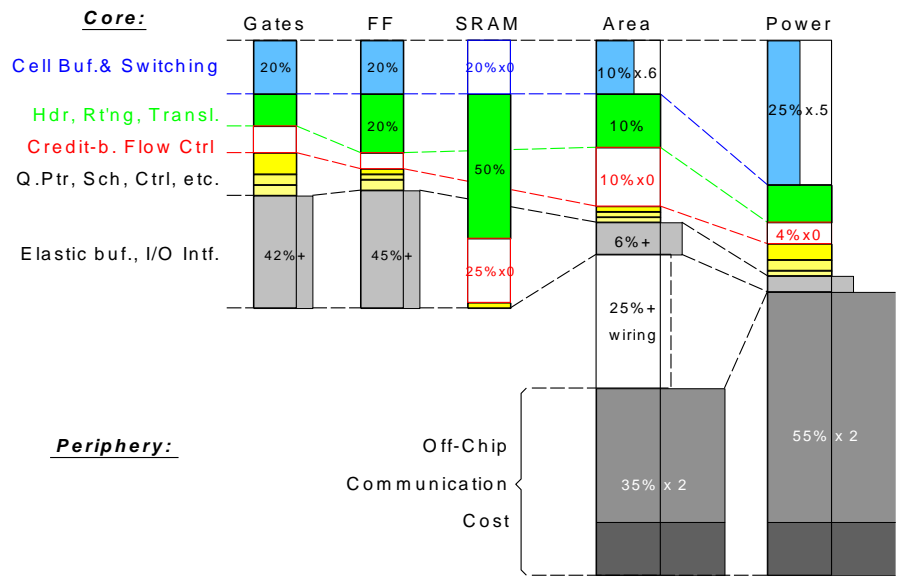 Core:
Gates FF SRAM Area Power
Cell Buf.& Switching
20% 20% 20%x0 10%x.6
25%x.5
Hdr, Rt'ng, Transl.
20% 10%
Credit-b. Flow Ctrl
50%
Q.Ptr, Sch, Ctrl, etc.
10%x0
4%x0
Elastic buf., I/O Intf.
42%+ 45%+ 6%+
25%x0
25%+
wiring
Periphery:
Off-Chip
Communication
Cost
55% x 2
35% x 2